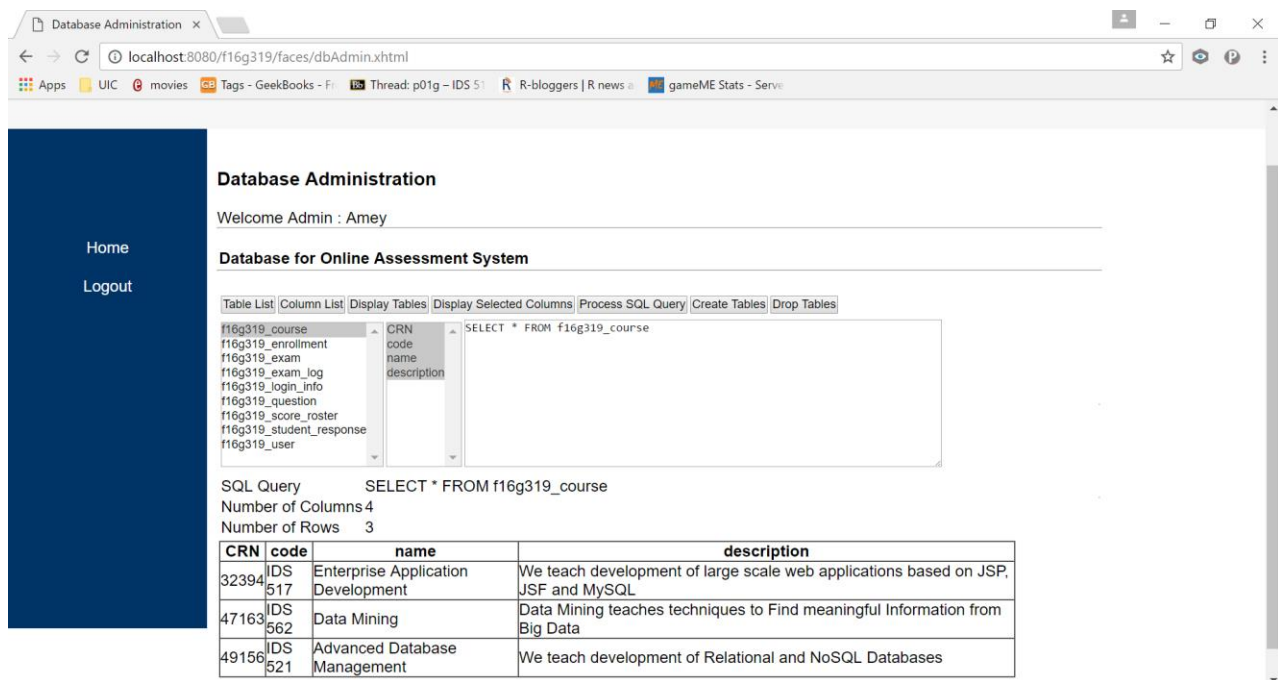 Database Administration
localhost:8080/f16g319/faces/dbAdmin.xhtml
Apps UIC movies Tags - GeekBooks - Fr Thread: p01g – IDS 51 R-bloggers | R news a gameME Stats - Serve
Database Administration
Welcome Admin : Amey
Home
Logout
Database for Online Assessment System
Table List Column List Display Tables Display Selected Columns Process SQL Query Create Tables Drop Tables
f16g319_course
f16g319_enrollment
f16g319_exam
f16g319_exam_log
f16g319_login_info
f16g319_question
f16g319_score_roster
f16g319_student_response
f16g319_user
CRN
code
name
description
SELECT * FROM f16g319_course
SQL Query SELECT * FROM f16g319_course
Number of Columns 4
Number of Rows 3
CRN code name description
32394 IDS 517 Enterprise Application Development We teach development of large scale web applications based on JSP, JSF and MySQL
47163 IDS 562 Data Mining Data Mining teaches techniques to Find meaningful Information from Big Data
49156 IDS 521 Advanced Database Management We teach development of Relational and NoSQL Databases